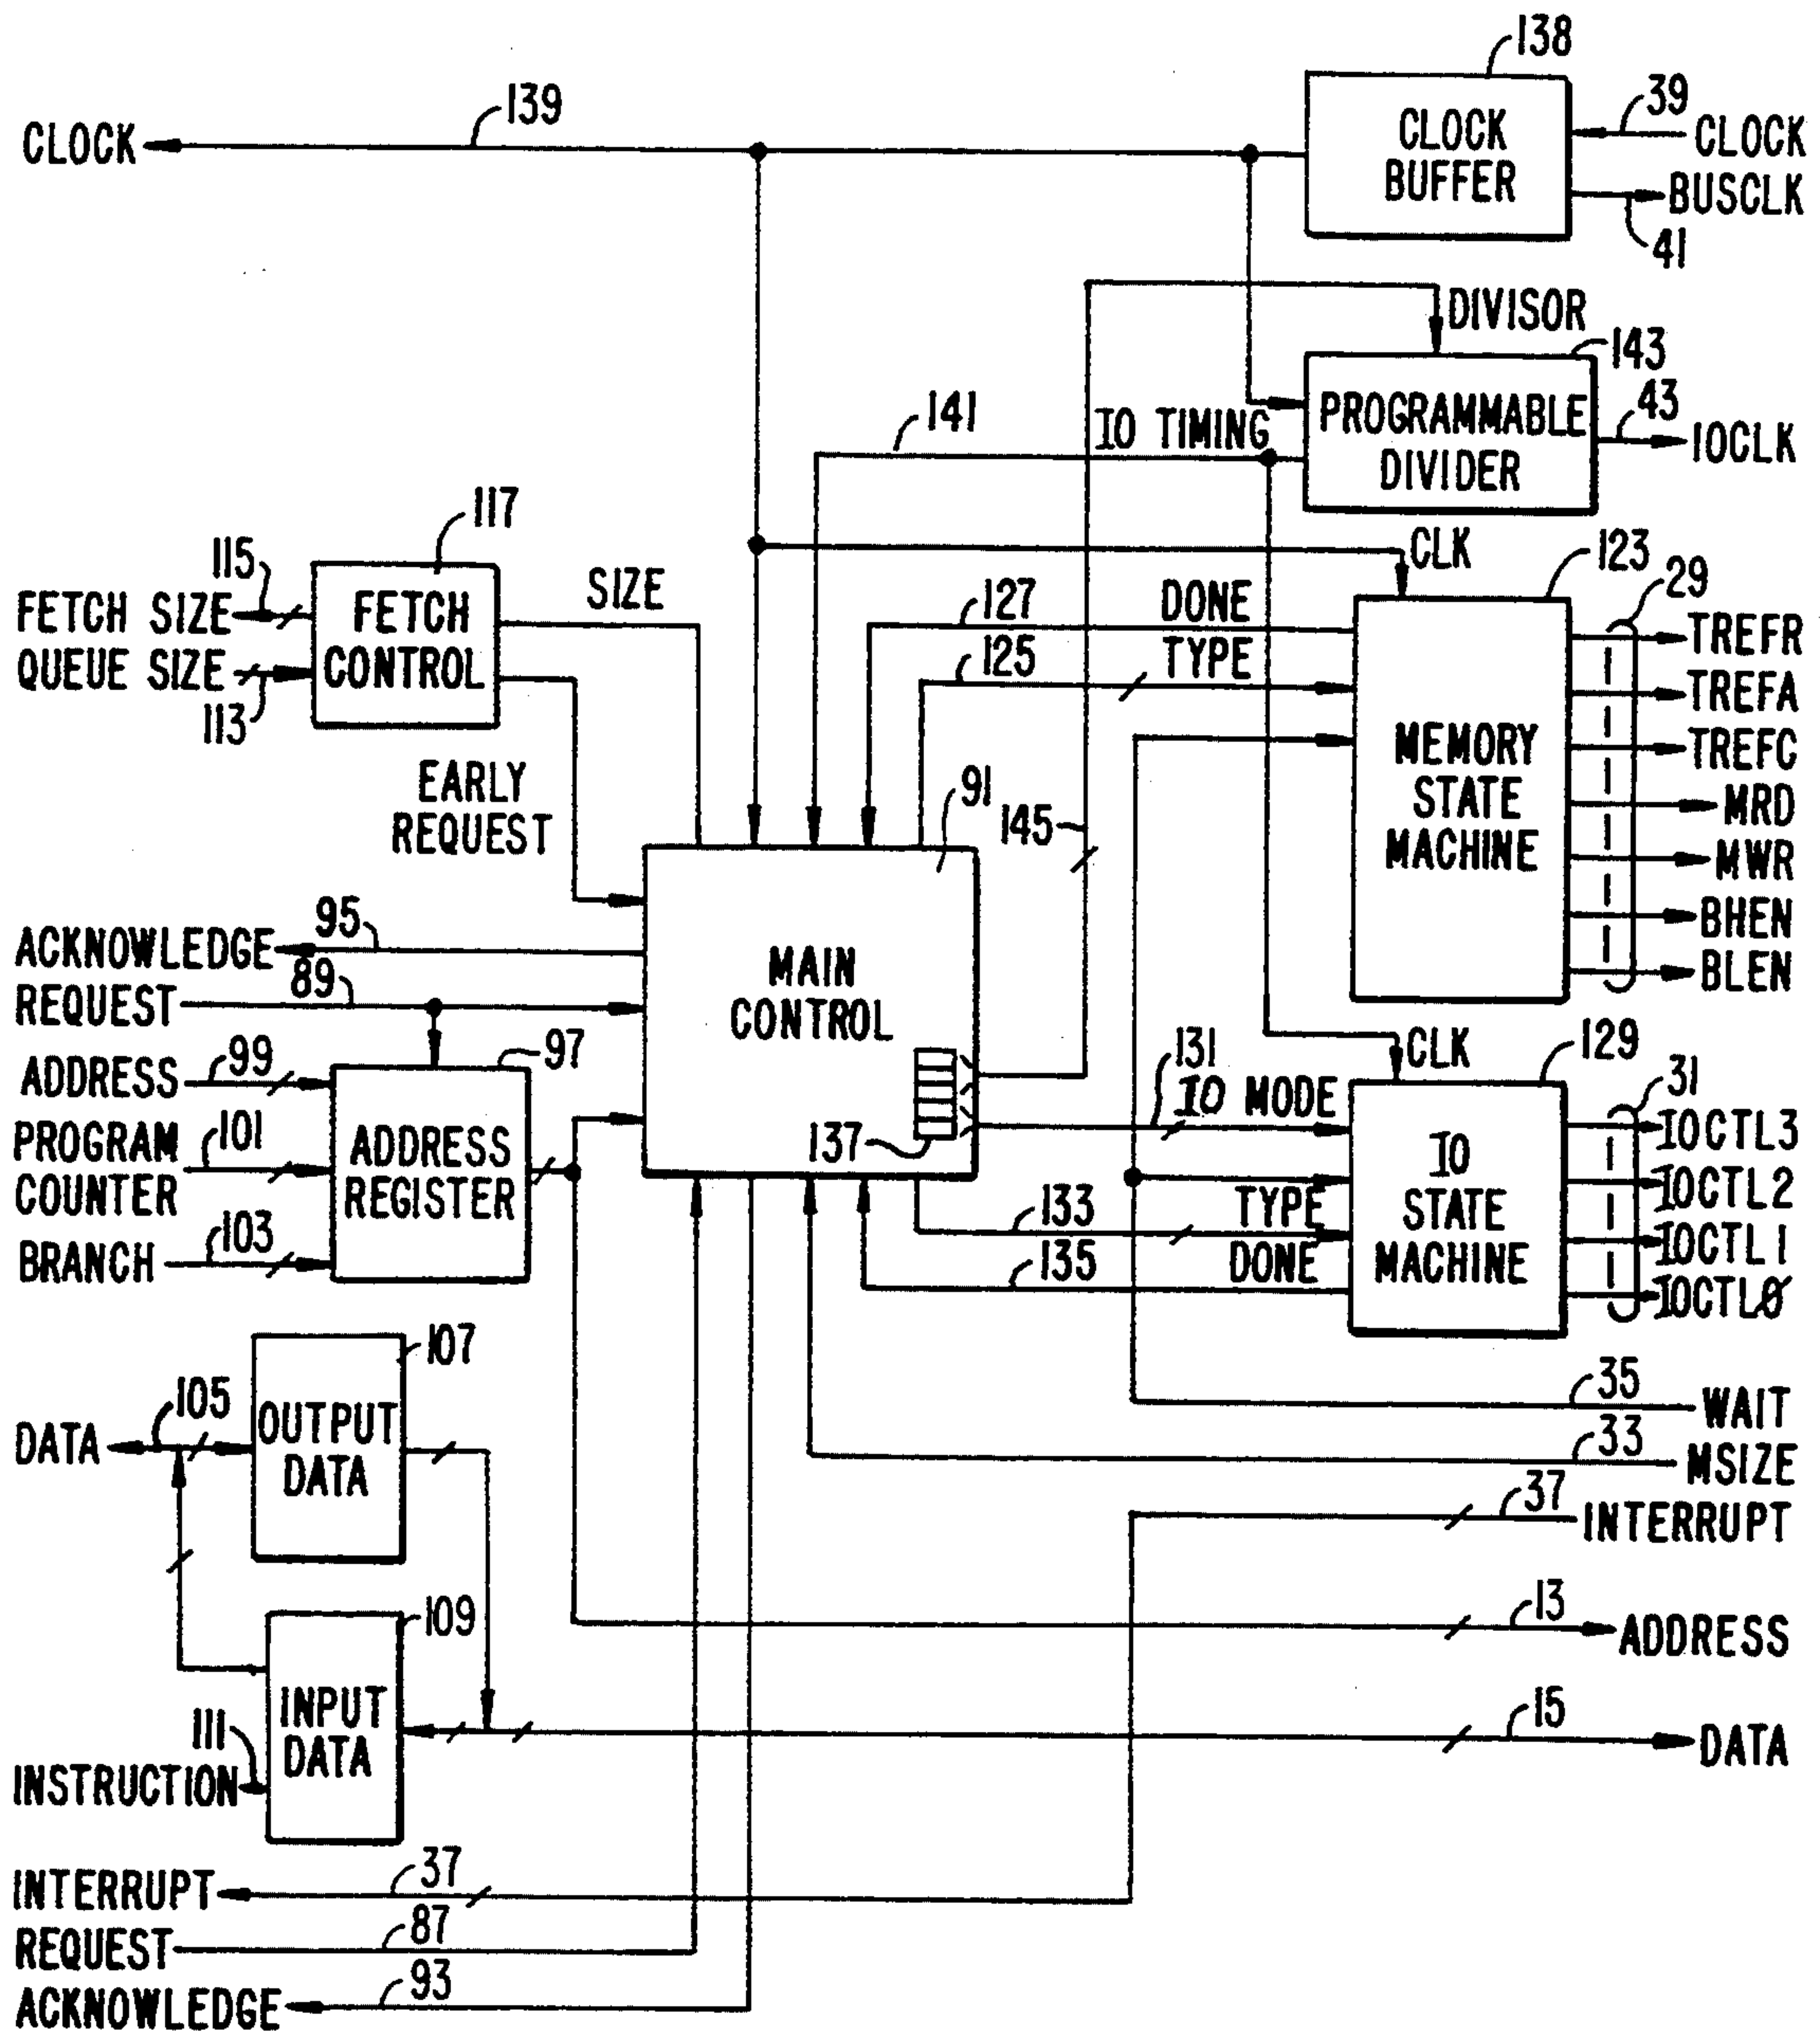 138
139
39
CLOCK
CLOCK
BUFFER
CLOCK
BUSCLK
41
DIVISOR
143
141
IO TIMING
PROGRAMMABLE
DIVIDER
43
IOCLK
117
115
FETCH SIZE
QUEUE SIZE
113
FETCH
CONTROL
SIZE
EARLY
REQUEST
CLK
123
29
127
DONE
125
TYPE
MEMORY
STATE
MACHINE
TREFR
TREFA
TREFC
MRD
MWR
BHEN
BLEN
91
145
MAIN
CONTROL
137
95
ACKNOWLEDGE
89
REQUEST
97
99
ADDRESS
101
PROGRAM
COUNTER
103
BRANCH
ADDRESS
REGISTER
CLK
129
31
131
IO MODE
IO
STATE
MACHINE
133
TYPE
135
DONE
IOCTL3
IOCTL2
IOCTL1
IOCTLØ
107
105
DATA
OUTPUT
DATA
35
WAIT
33
MSIZE
37
INTERRUPT
109
13
ADDRESS
INPUT
DATA
15
DATA
111
INSTRUCTION
37
INTERRUPT
87
REQUEST
93
ACKNOWLEDGE